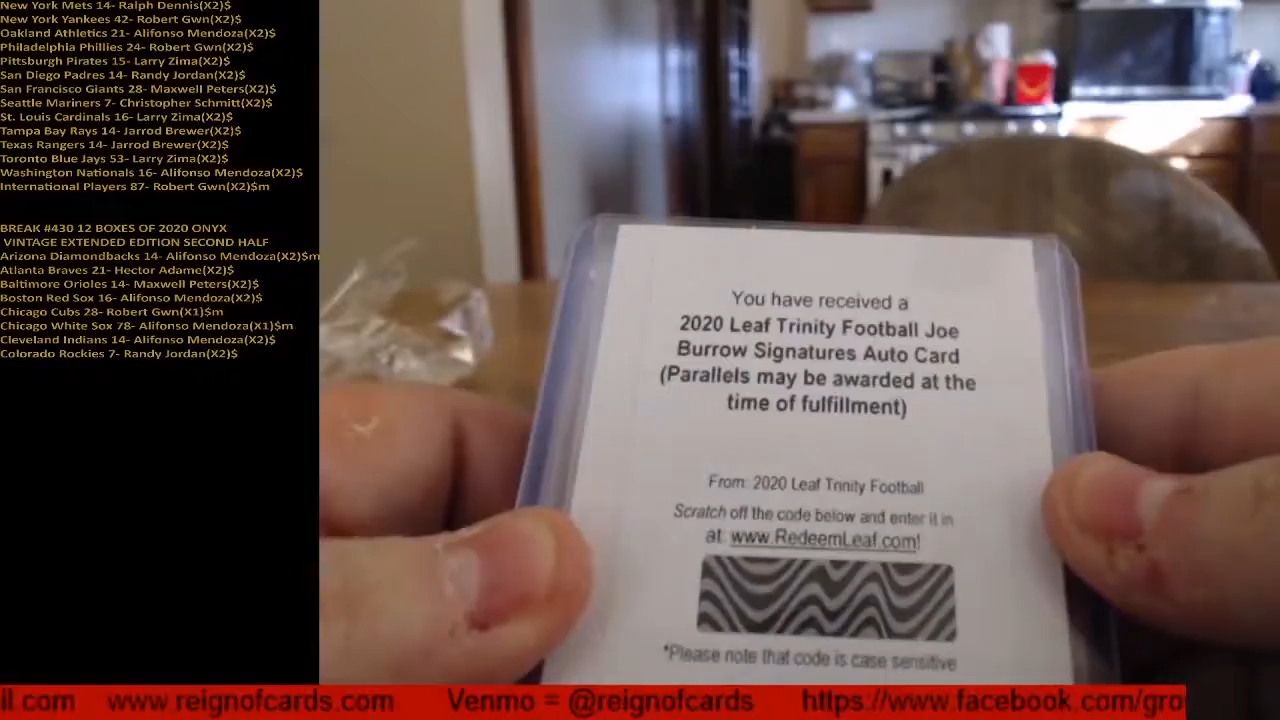 New York Mets 14- Ralph Dennis(X2)$
New York Yankees 42- Robert Gwn(X2)$
Oakland Athletics 21- Alifonso Mendoza(X2)$
Philadelphia Phillies 24- Robert Gwn(X2)$
Pittsburgh Pirates 15- Larry Zima(X2)$
San Diego Padres 14- Randy Jordan(X2)$
San Francisco Giants 28- Maxwell Peters(X2)$
Seattle Mariners 7- Christopher Schmitt(X2)$
St. Louis Cardinals 16- Larry Zima(X2)$
Tampa Bay Rays 14- Jarrod Brewer(X2)$
Texas Rangers 14- Jarrod Brewer(X2)$
Toronto Blue Jays 53- Larry Zima(X2)$
Washington Nationals 16- Alifonso Mendoza(X2)$
International Players 87- Robert Gwn(X2)$m
BREAK #430 12 BOXES OF 2020 ONYX
VINTAGE EXTENDED EDITION SECOND HALF
Arizona Diamondbacks 14- Alifonso Mendoza(X2)$m
Atlanta Braves 21- Hector Adame(X2)$
Baltimore Orioles 14- Maxwell Peters(X2)$
Boston Red Sox 16- Alifonso Mendoza(X2)$
Chicago Cubs 28- Robert Gwn(X1)$m
Chicago White Sox 78- Alifonso Mendoza(X1)$m
Cleveland Indians 14- Alifonso Mendoza(X2)$
Colorado Rockies 7- Randy Jordan(X2)$
You have received a
2020 Leaf Trinity Football Joe
Burrow Signatures Auto Card
(Parallels may be awarded at the
time of fulfillment)
From: 2020 Leaf Trinity Football
Scratch off the code below and enter it in
at: www.RedeemLeaf.com!
*Please note that code is case sensitive
il.com www.reignofcards.com Venmo = @reignofcards https://www.facebook.com/gro